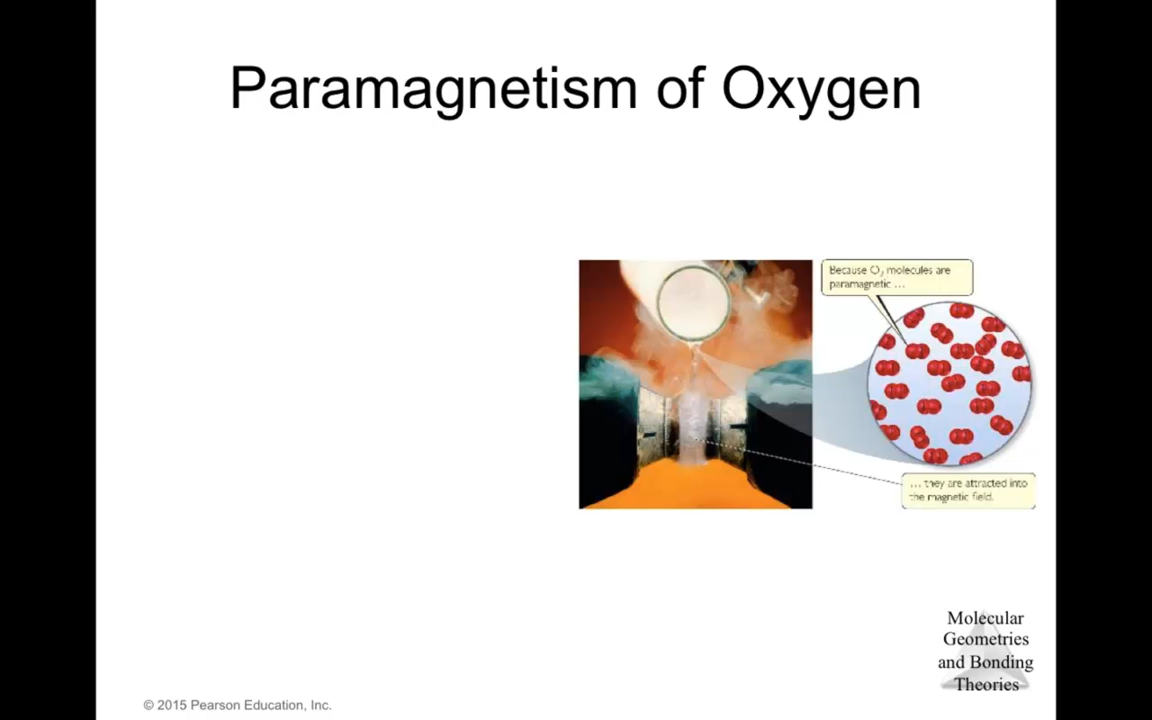 Paramagnetism of Oxygen
Because O₂ molecules are
paramagnetic ...
... they are attracted into
the magnetic field.
Molecular
Geometries
and Bonding
Theories
© 2015 Pearson Education, Inc.